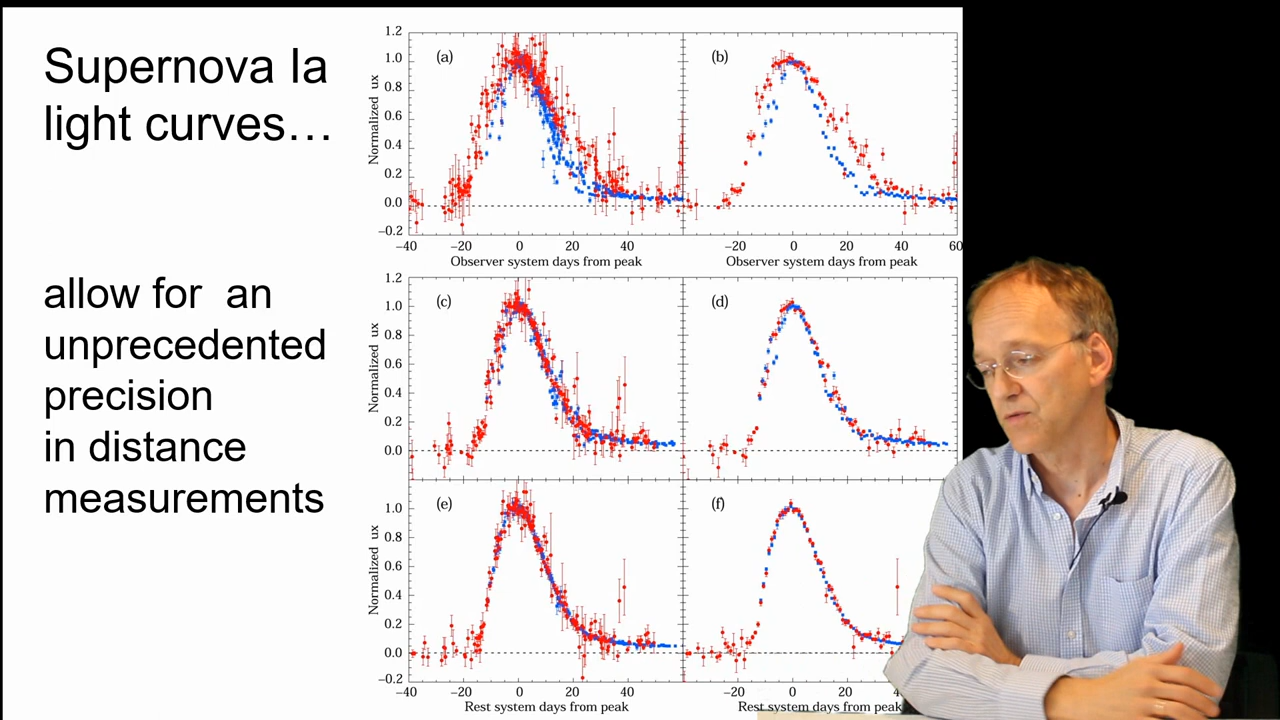 Supernova Ia
light curves…
allow for an
unprecedented
precision
in distance
measurements
1.2
1.0
0.8
0.6
0.4
0.2
0.0
−0.2
Normalized ux
(a)
(b)
−40 −20 0 20 40
−20 0 20 40 60
Observer system days from peak
Observer system days from peak
1.2
1.0
0.8
0.6
0.4
0.2
0.0
Normalized ux
(c)
(d)
1.0
0.8
0.6
0.4
0.2
0.0
−0.2
Normalized ux
(e)
(f)
−40 −20 0 20 40
−20 0 20
Rest system days from peak
Rest system days from peak